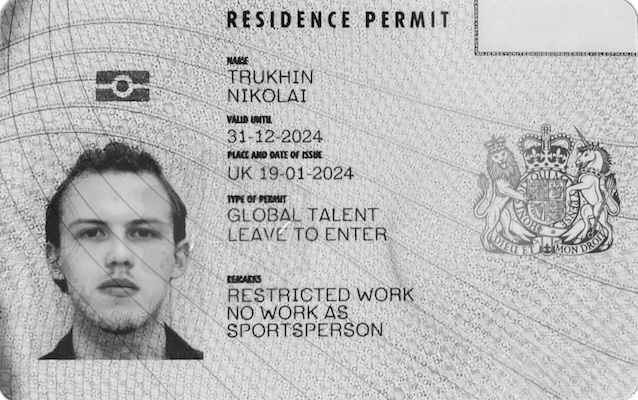 RESIDENCE PERMIT
NAME
TRUKHIN
NIKOLAI
VALID UNTIL
31-12-2024
PLACE AND DATE OF ISSUE
UK 19-01-2024
TYPE OF PERMIT
GLOBAL TALENT
LEAVE TO ENTER
REMARKS
RESTRICTED WORK
NO WORK AS
SPORTSPERSON
DIEU ET MON DROIT